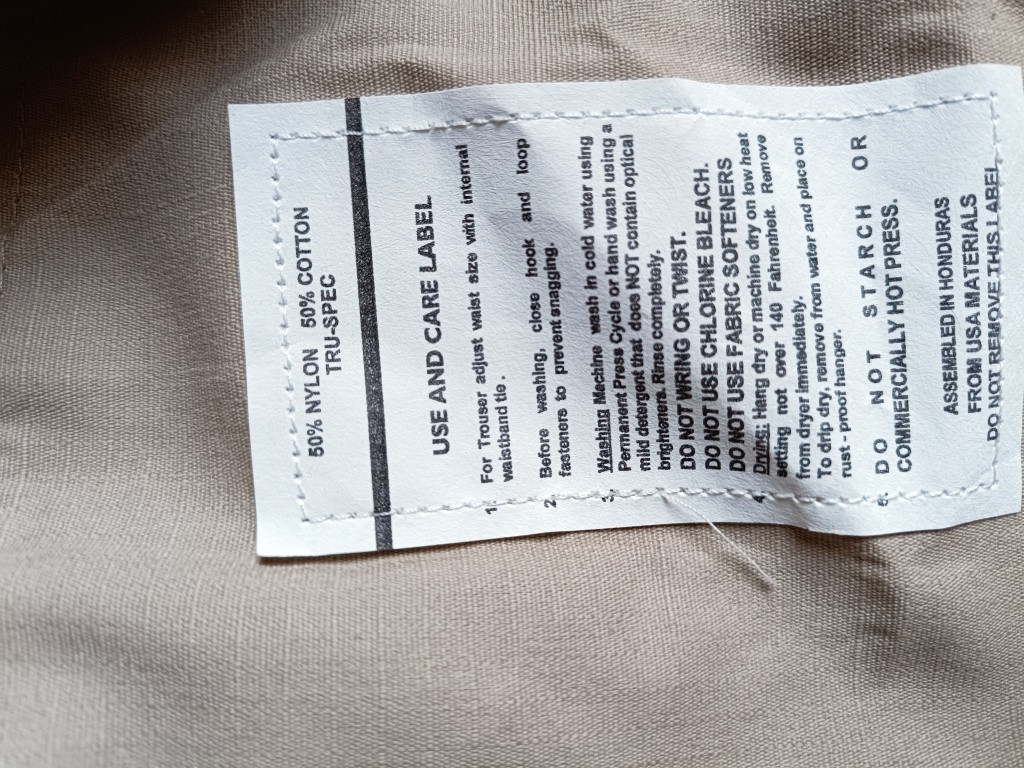 50% NYLON 50% COTTON
TRU-SPEC
USE AND CARE LABEL
1. For Trouser adjust waist size with internal
waistband tie.
2. Before washing, close hook and loop
fasteners to prevent snagging.
3. Washing Machine wash in cold water using
Permanent Press Cycle or hand wash using a
mild detergent that does NOT contain optical
brighteners. Rinse completely.
DO NOT WRING OR TWIST.
DO NOT USE CHLORINE BLEACH.
DO NOT USE FABRIC SOFTENERS
4. Drying: Hang dry or machine dry on low heat
setting not over 140 Fahrenheit. Remove
from dryer immediately.
To drip dry, remove from water and place on
rust - proof hanger.
5. DO NOT STARCH OR
COMMERCIALLY HOT PRESS.
ASSEMBLED IN HONDURAS
FROM USA MATERIALS
DO NOT REMOVE THIS LABEL